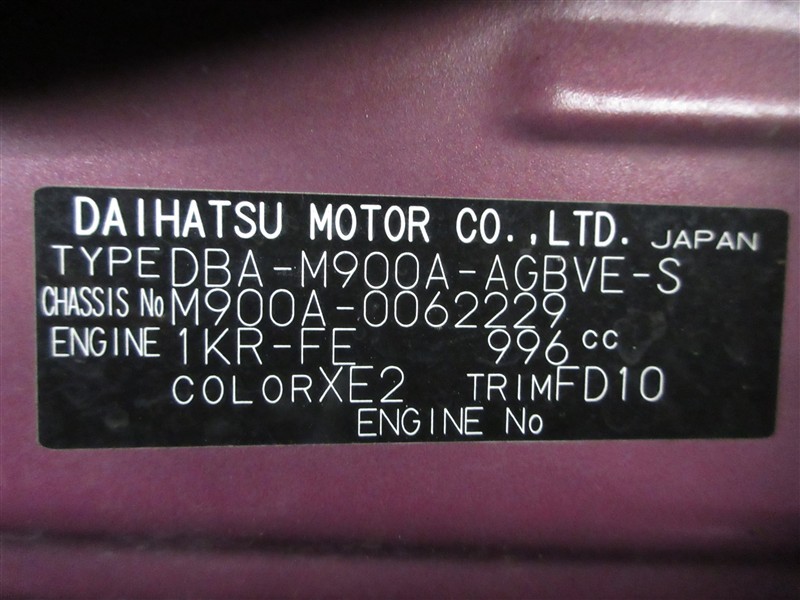 DAIHATSU MOTOR CO.,LTD. JAPAN
TYPE DBA-M900A-AGBVE-S
CHASSIS No M900A-0062229
ENGINE 1KR-FE 996 cc
COLOR XE2 TRIM FD10
ENGINE No